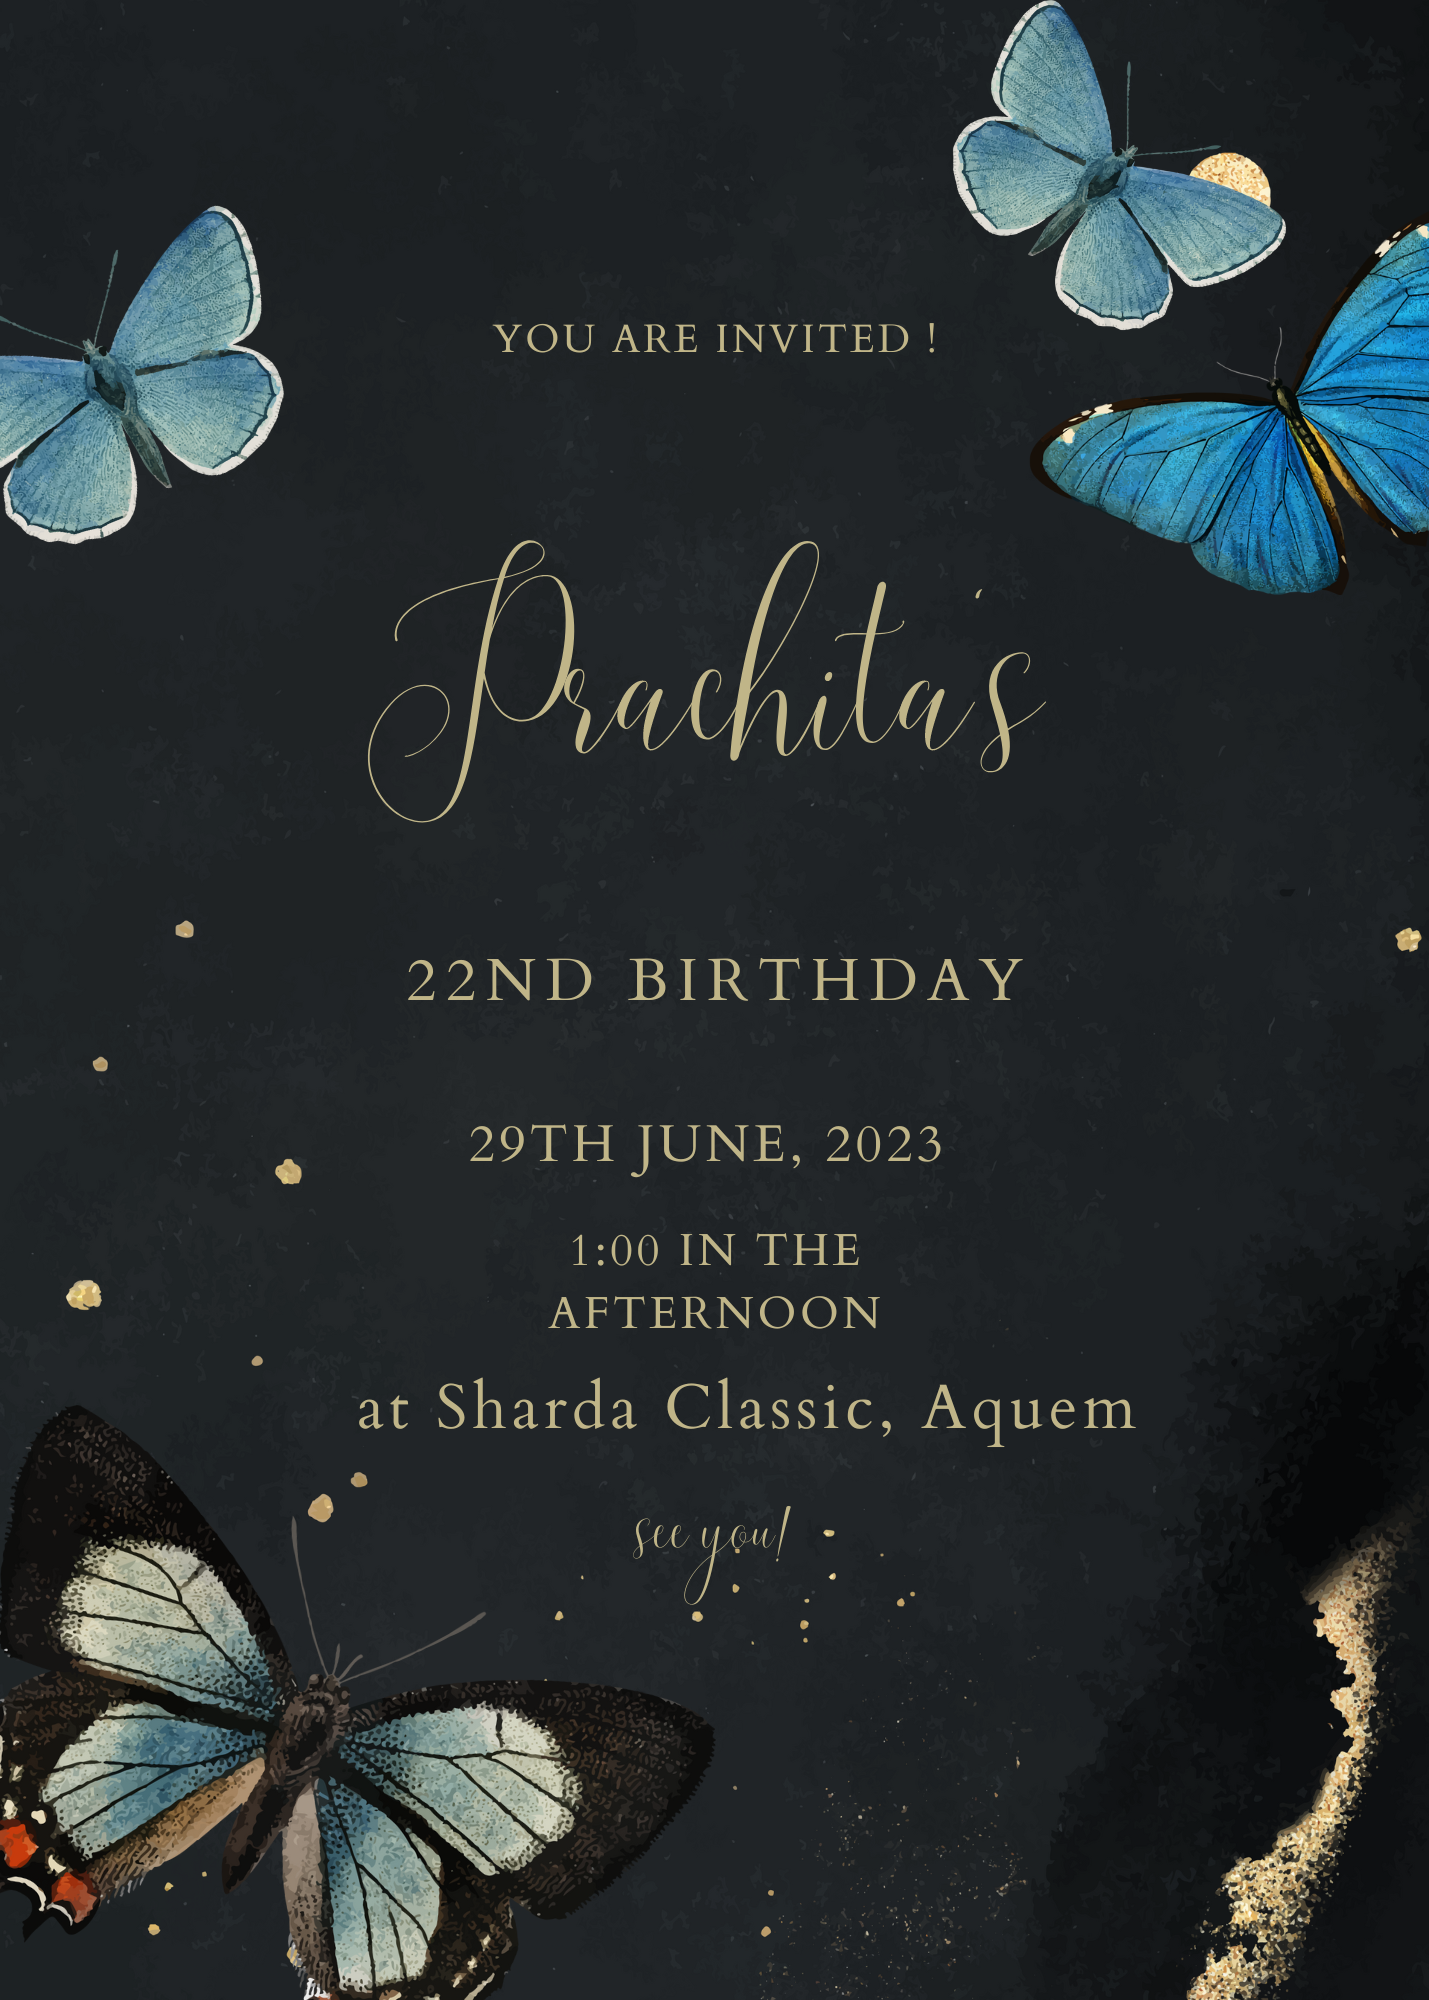 YOU ARE INVITED !
Prachita's
22ND BIRTHDAY
29TH JUNE, 2023
1:00 IN THE
AFTERNOON
at Sharda Classic, Aquem
see you!